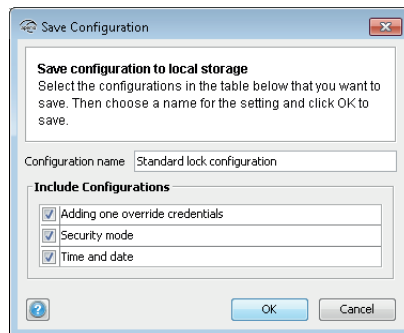 Save Configuration
Save configuration to local storage
Select the configurations in the table below that you want to
save. Then choose a name for the setting and click OK to
save.
Configuration name Standard lock configuration
Include Configurations
Adding one override credentials
Security mode
Time and date
? OK Cancel